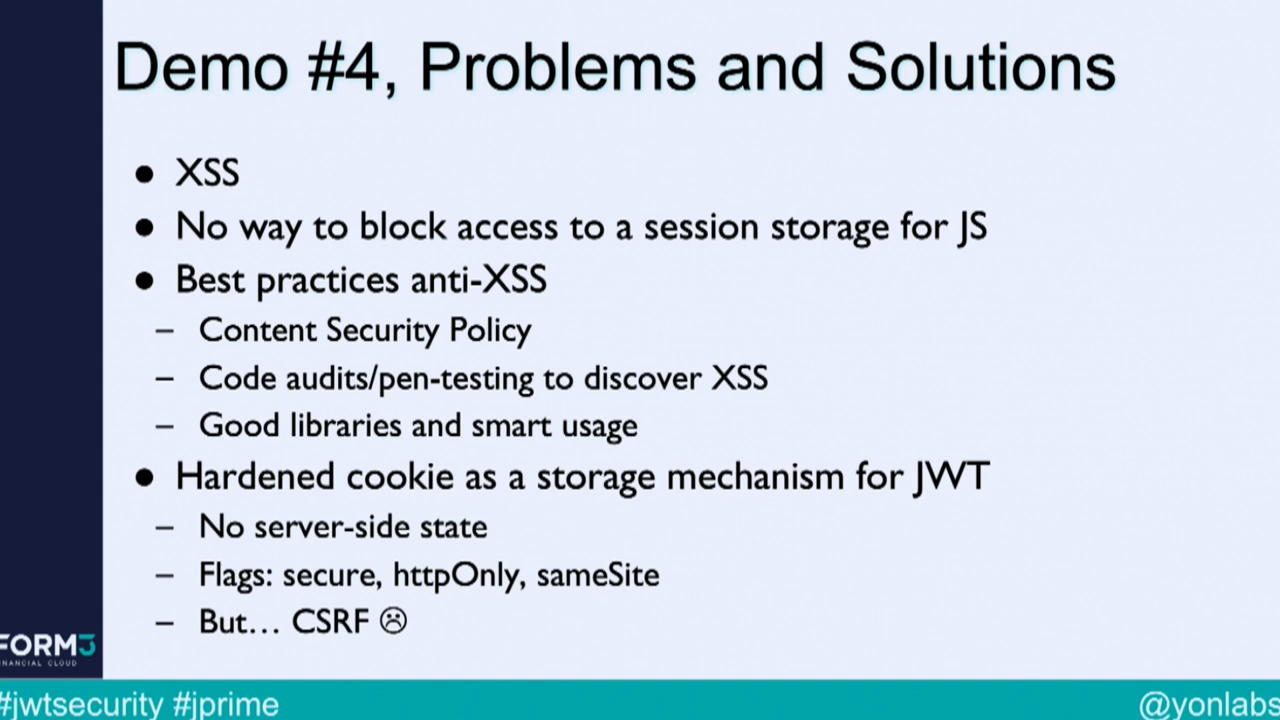 Demo #4, Problems and Solutions
● XSS
● No way to block access to a session storage for JS
● Best practices anti-XSS
– Content Security Policy
– Code audits/pen-testing to discover XSS
– Good libraries and smart usage
● Hardened cookie as a storage mechanism for JWT
– No server-side state
– Flags: secure, httpOnly, sameSite
– But... CSRF ☹
FORM3
FINANCIAL CLOUD
#jwtsecurity #jprime
@yonlabs